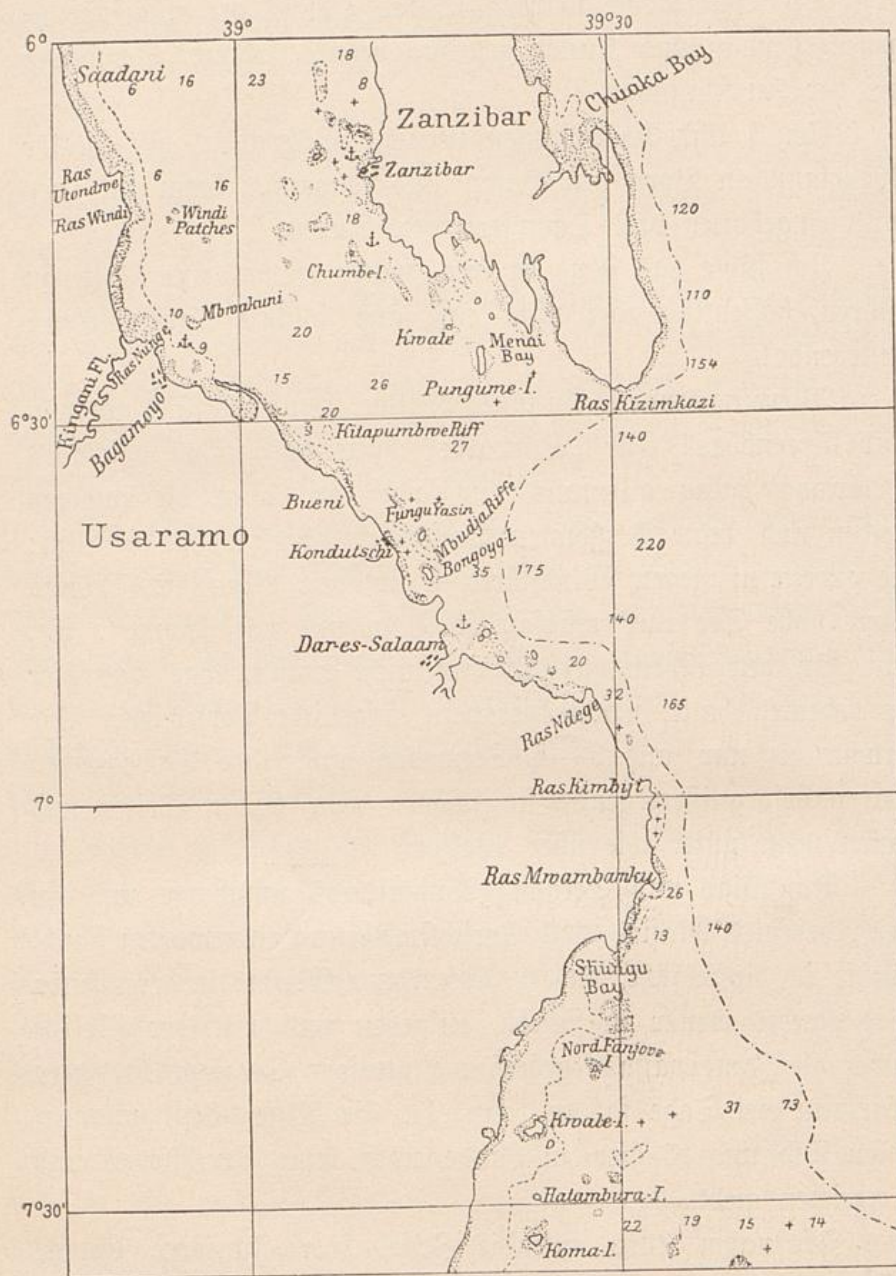 39° 39°30
6°
Saadani
6 16 23 18
8
Chuaka Bay
Zanzibar
Zanzibar
Ras
Utondwe
6
16
Ras Windi
Windi
Patches
18
120
Chumbe-I.
110
10
Mbwakuni
Ras Nunge
9
20
Kwale
Menai
Bay
154
Kingani Fl.
15
26
Pungume-I.
Ras Kizimkazi
Bagamoyo
6°30'
20
Kitapumbwe Riff
27
140
Bueni
Fungu Yasin
Mbudja Riffe
Usaramo
Kondutschi
Bongoyo-I.
35
175
220
140
Dar-es-Salaam
20
32
165
Ras Ndege
Ras Kimbiji
7°
Ras Mwambamku
26
13
140
Shungu
Bay
Nord Fanjove
I.
31 73
Kwale-I.
7°30'
22 19 15 14
Koma-I.